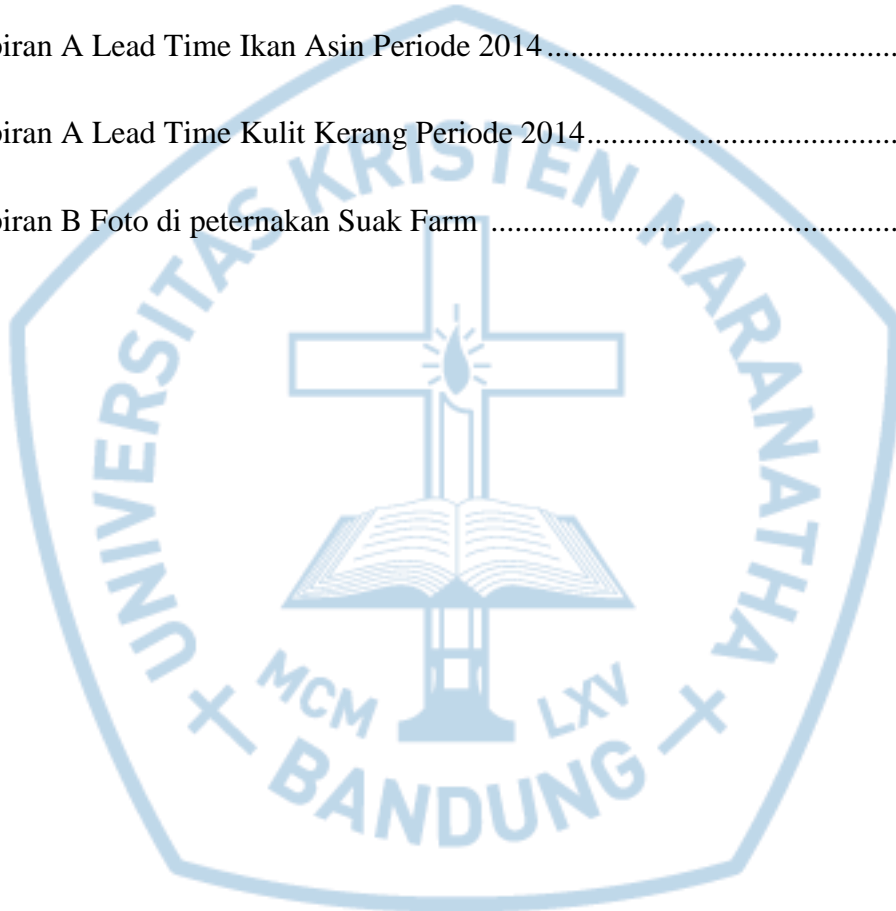 piran A Lead Time Ikan Asin Periode 2014
piran A Lead Time Kulit Kerang Periode 2014
piran B Foto di peternakan Suak Farm
UNIVERSITAS KRISTEN MARANATHA
MCM LXV
BANDUNG